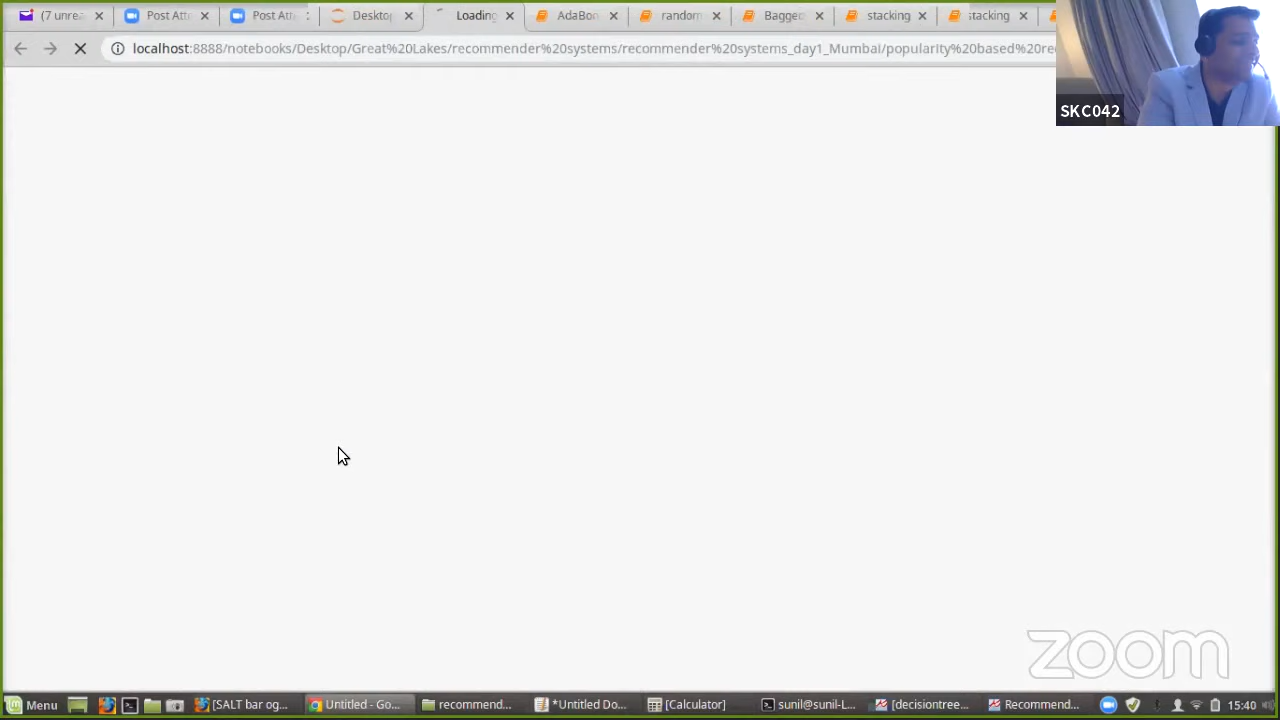 (7 unrea
Post Atte
Post Atte
Desktop
Loading
AdaBoo
random
Bagged
stacking
stacking
localhost:8888/notebooks/Desktop/Great%20Lakes/recommender%20systems/recommender%20systems_day1_Mumbai/popularity%20based%20re
SKC042
zoom
Menu
[SALT bar og...
Untitled - Go...
recommend...
*Untitled Do...
[Calculator]
sunil@sunil-L...
[decisiontree...
Recommend...
15:40